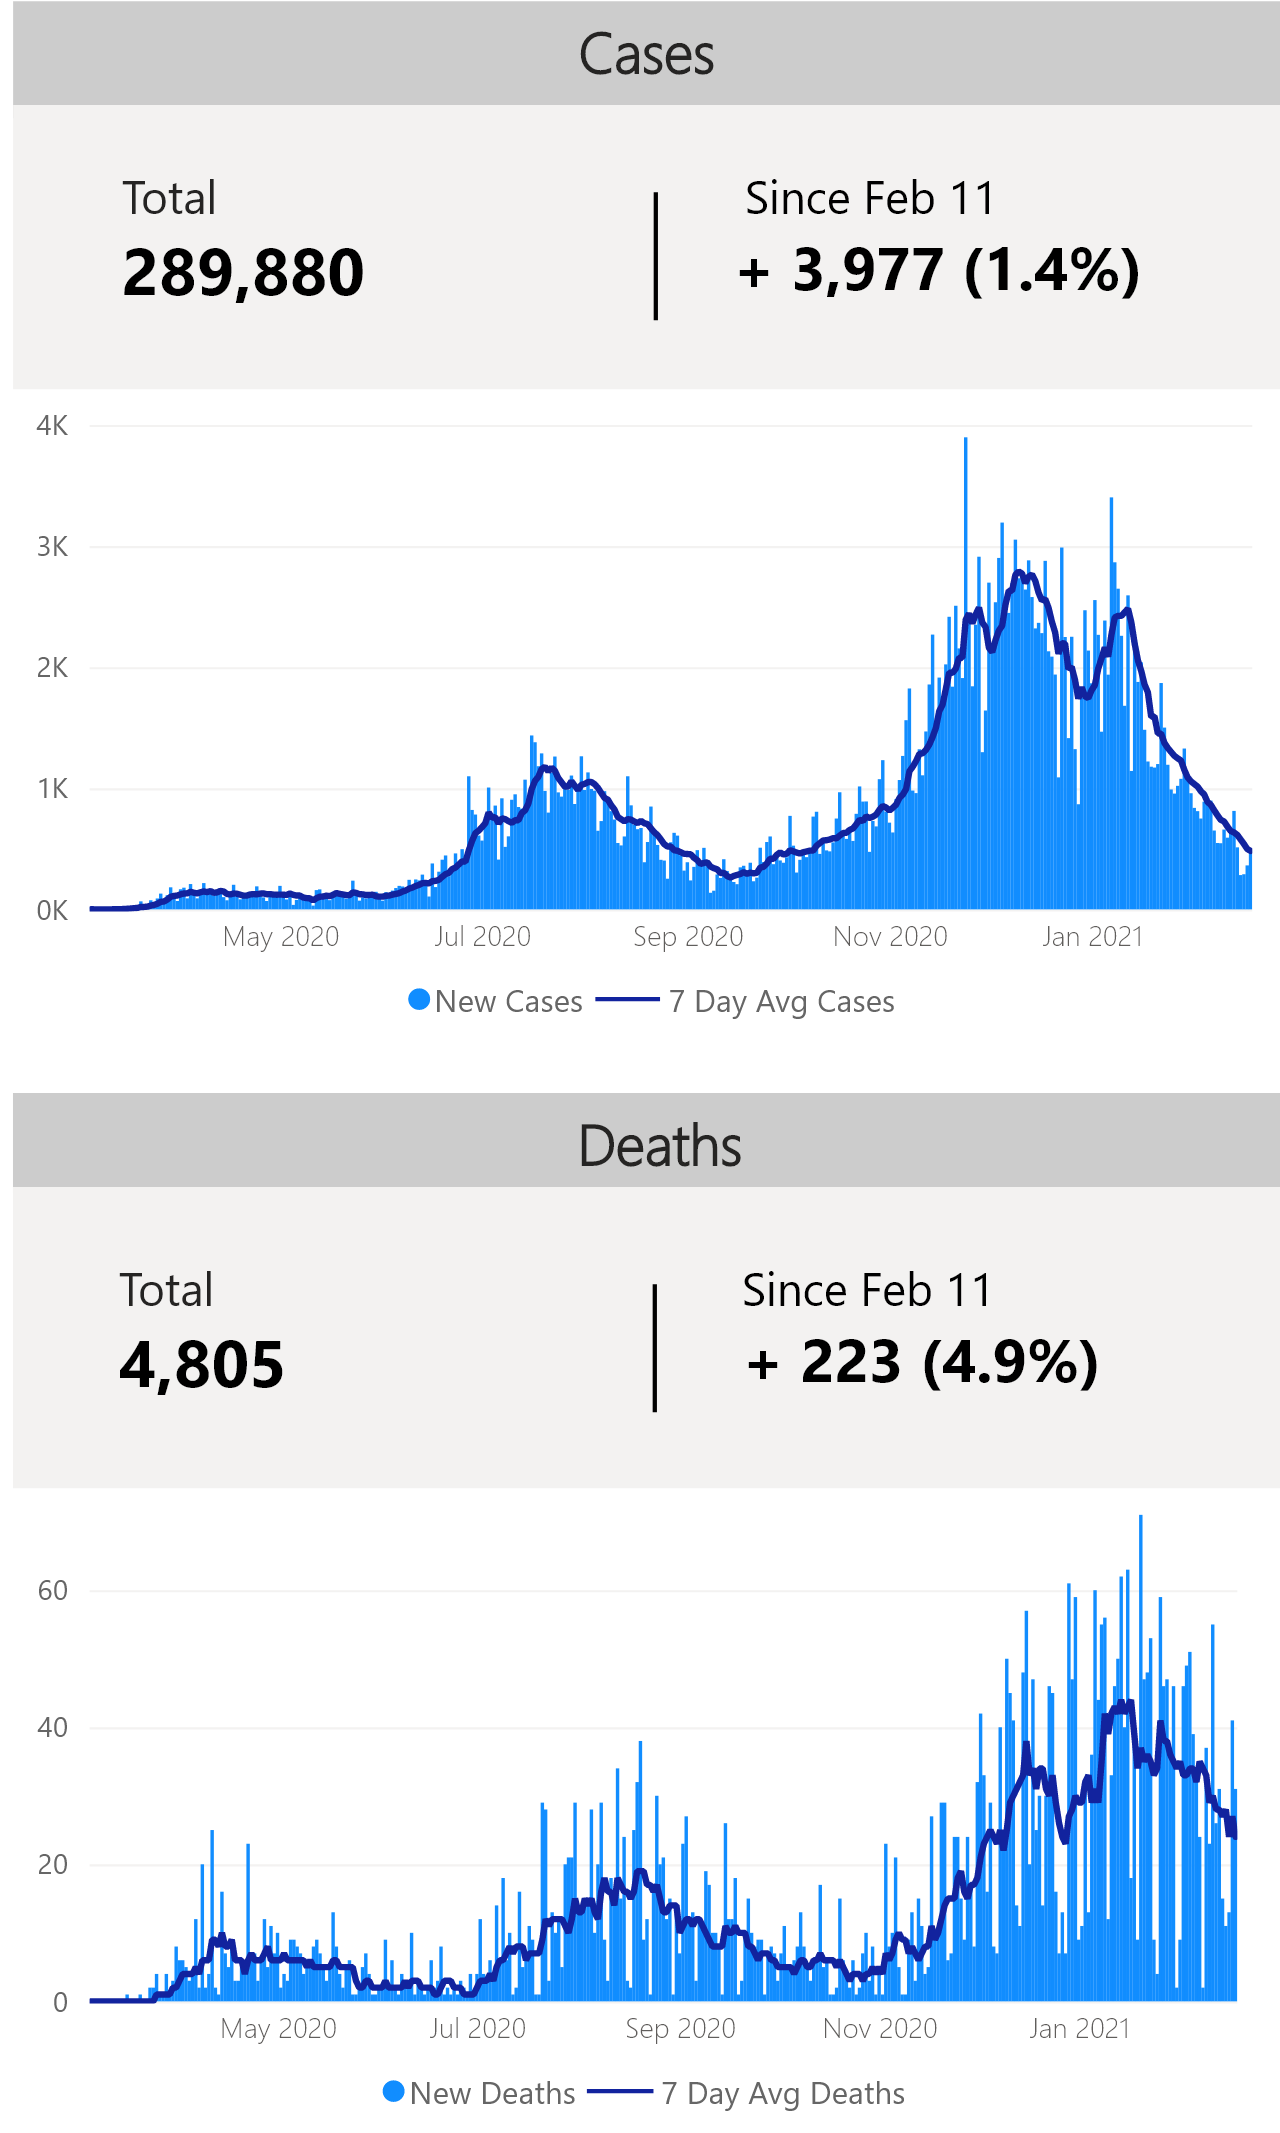 Cases
Total
Since Feb 11
289,880
+ 3,977 (1.4%)
4K
3K
2K
1K
0K
May 2020
Jul 2020
Sep 2020
Nov 2020
Jan 2021
New Cases
7 Day Avg Cases
Deaths
Total
Since Feb 11
4,805
+ 223 (4.9%)
60
40
20
0
May 2020
Jul 2020
Sep 2020
Nov 2020
Jan 2021
New Deaths
7 Day Avg Deaths